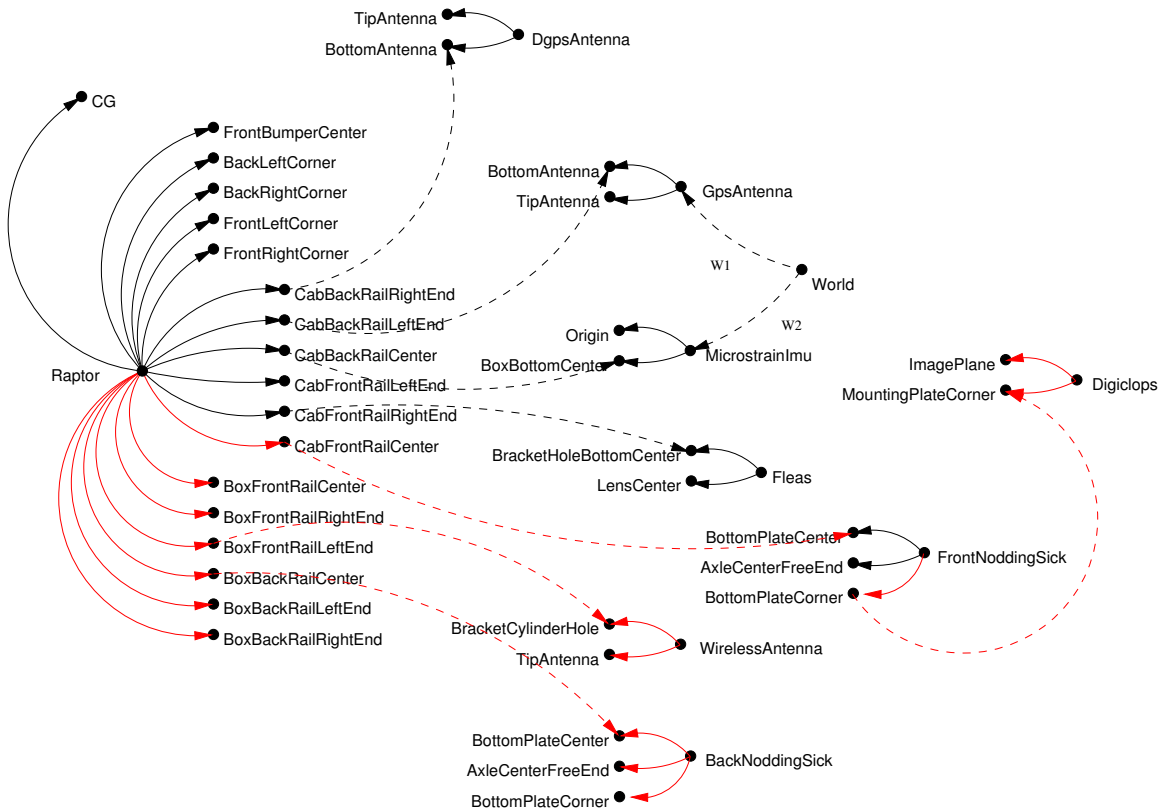 TipAntenna
DgpsAntenna
BottomAntenna
CG
FrontBumperCenter
BackLeftCorner
BottomAntenna
BackRightCorner
GpsAntenna
TipAntenna
FrontLeftCorner
FrontRightCorner
W1
World
CabBackRailRightEnd
CabBackRailLeftEnd
W2
Origin
CabBackRailCenter
MicrostrainImu
BoxBottomCenter
ImagePlane
Raptor
CabFrontRailLeftEnd
Digiclops
MountingPlateCorner
CabFrontRailRightEnd
CabFrontRailCenter
BracketHoleBottomCenter
Fleas
BoxFrontRailCenter
LensCenter
BoxFrontRailRightEnd
BottomPlateCenter
BoxFrontRailLeftEnd
FrontNoddingSick
AxleCenterFreeEnd
BoxBackRailCenter
BottomPlateCorner
BoxBackRailLeftEnd
BracketCylinderHole
BoxBackRailRightEnd
WirelessAntenna
TipAntenna
BottomPlateCenter
BackNoddingSick
AxleCenterFreeEnd
BottomPlateCorner